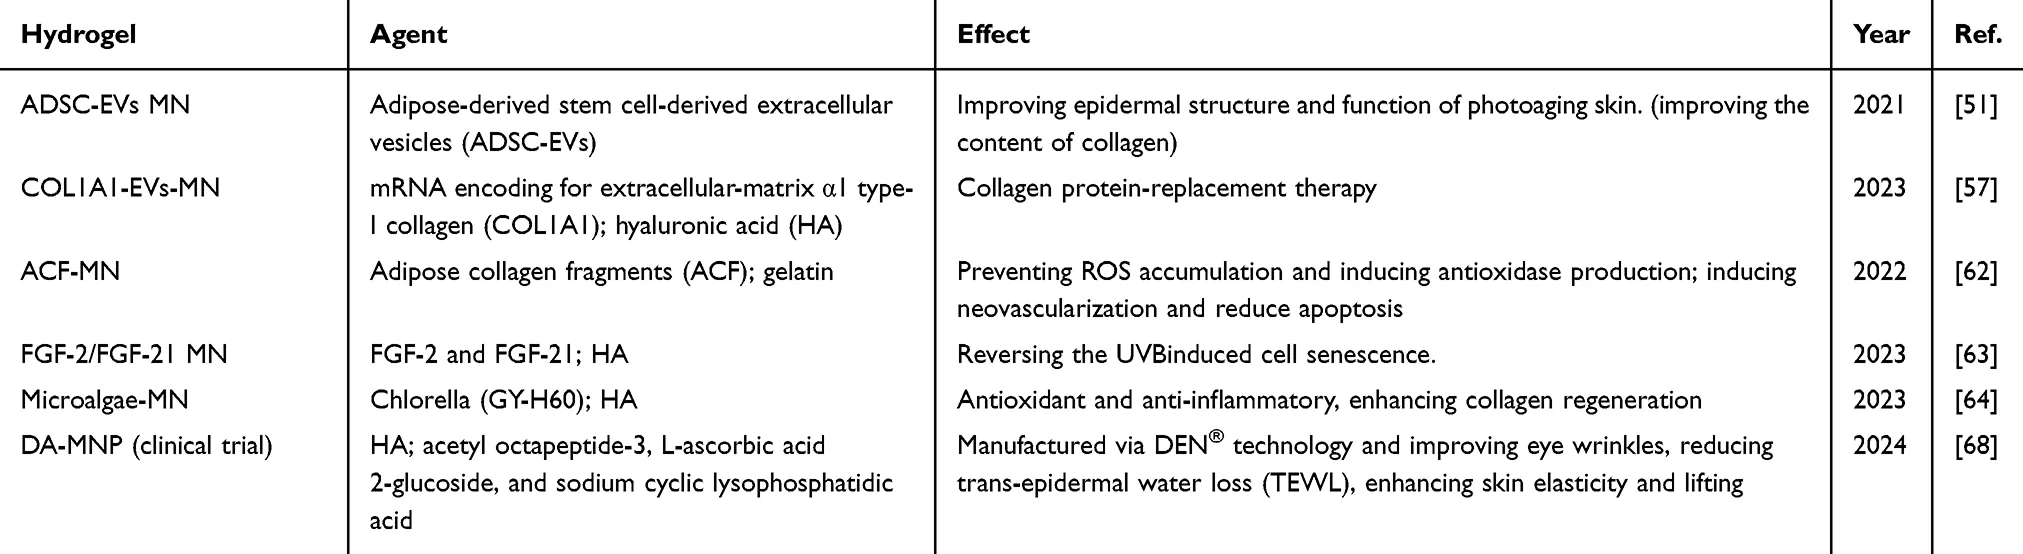 Hydrogel Agent Effect Year Ref.
ADSC-EVs MN Adipose-derived stem cell-derived extracellular Improving epidermal structure and function of photoaging skin. (improving the 2021 [51]
vesicles (ADSC-EVs) content of collagen)
COL1A1-EVs-MN mRNA encoding for extracellular-matrix α1 type- Collagen protein-replacement therapy 2023 [57]
I collagen (COL1A1); hyaluronic acid (HA)
ACF-MN Adipose collagen fragments (ACF); gelatin Preventing ROS accumulation and inducing antioxidase production; inducing 2022 [62]
neovascularization and reduce apoptosis
FGF-2/FGF-21 MN FGF-2 and FGF-21; HA Reversing the UVBinduced cell senescence. 2023 [63]
Microalgae-MN Chlorella (GY-H60); HA Antioxidant and anti-inflammatory, enhancing collagen regeneration 2023 [64]
DA-MNP (clinical trial) HA; acetyl octapeptide-3, L-ascorbic acid Manufactured via DEN® technology and improving eye wrinkles, reducing 2024 [68]
2-glucoside, and sodium cyclic lysophosphatidic trans-epidermal water loss (TEWL), enhancing skin elasticity and lifting
acid